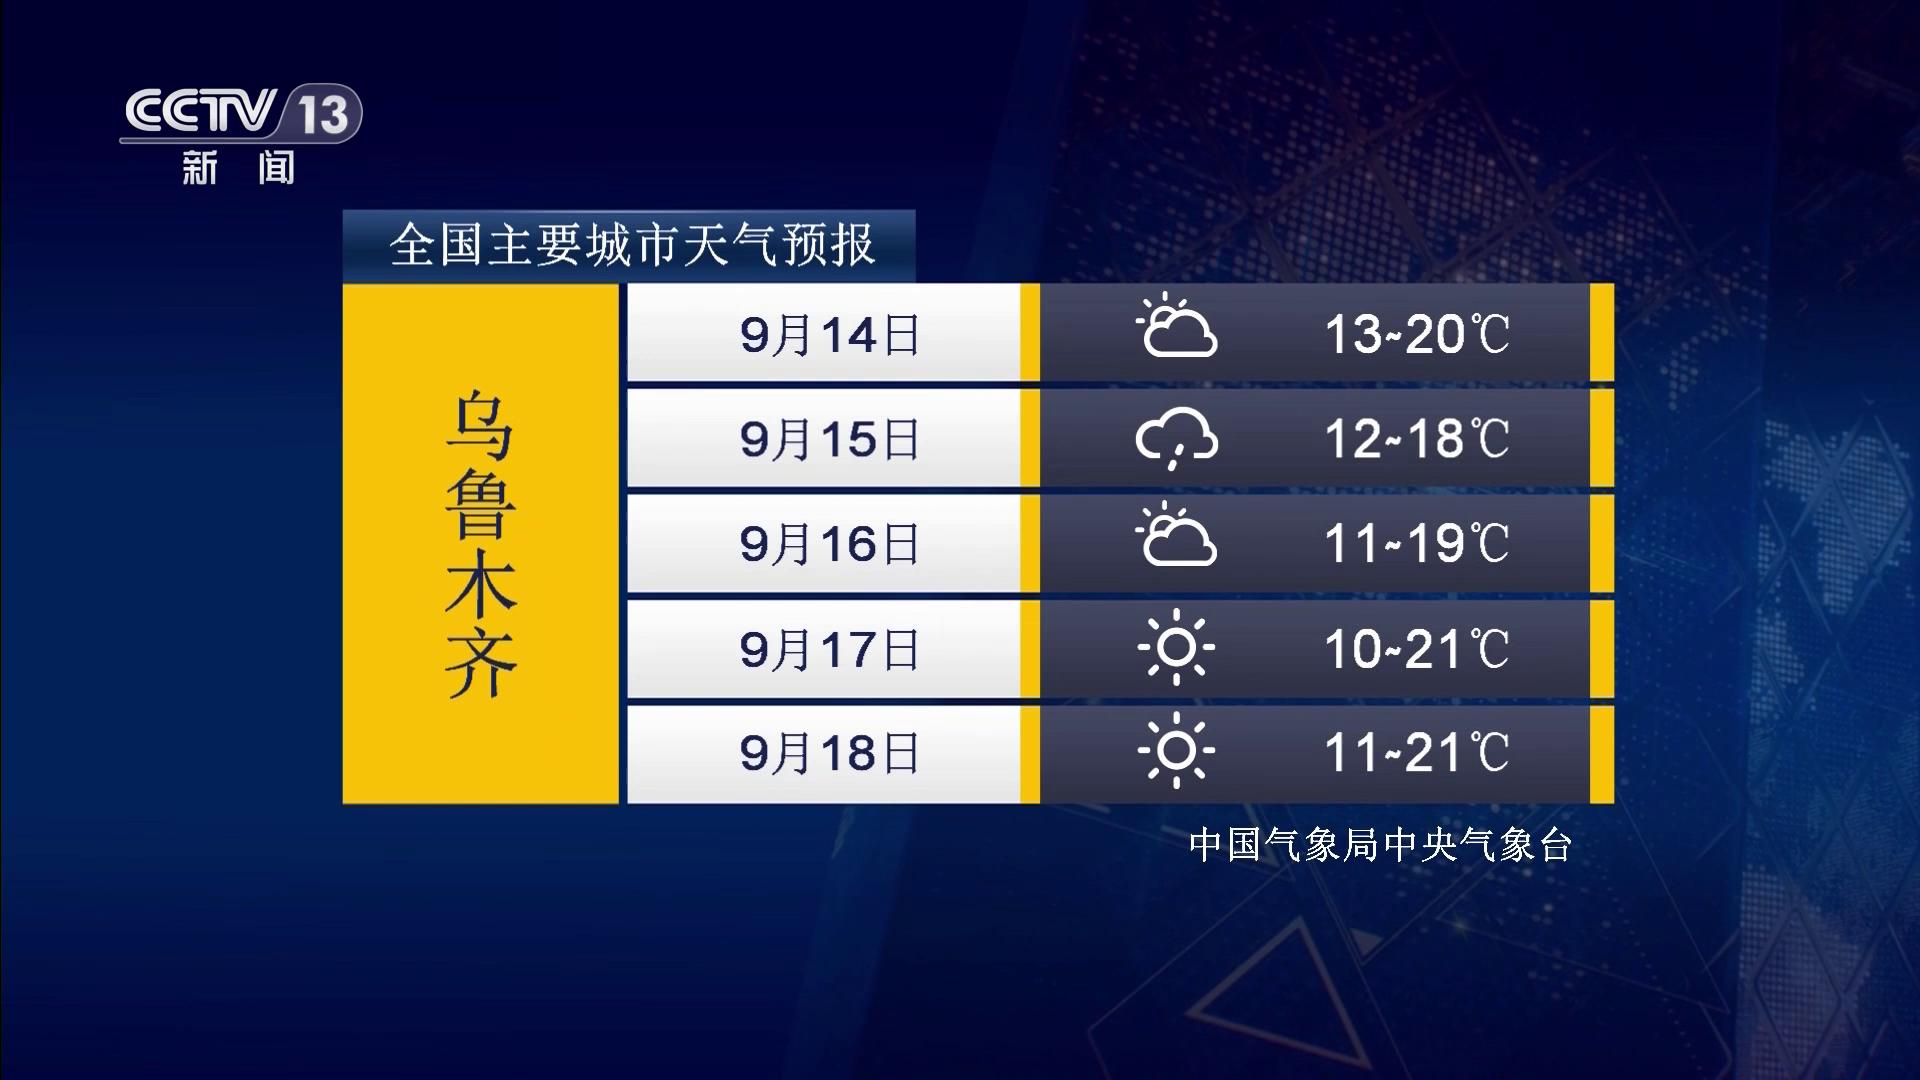 CCTV 13
新闻
全国主要城市天气预报
乌鲁木齐
9月14日 13~20℃
9月15日 12~18℃
9月16日 11~19℃
9月17日 10~21℃
9月18日 11~21℃
中国气象局中央气象台